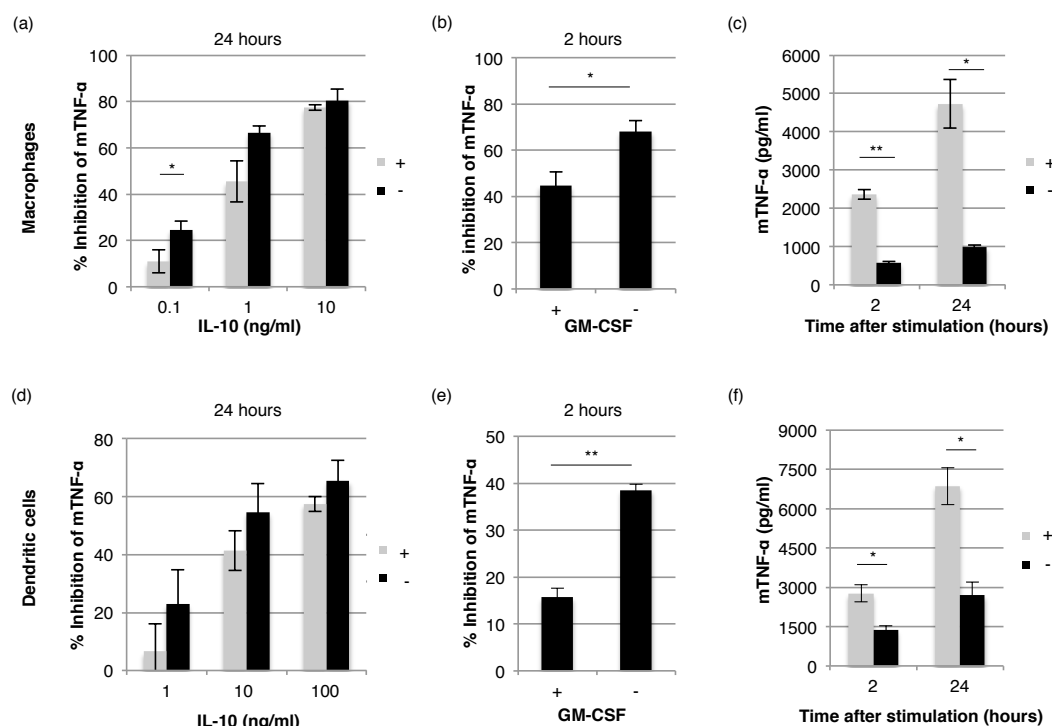 (a)
24 hours
100
80
60
40
20
0
% Inhibition of mTNF-α
Macrophages
*
+
-
0.1 1 10
IL-10 (ng/ml)
(b)
2 hours
100
80
60
40
20
0
% inhibition of mTNF-α
*
+ -
GM-CSF
(c)
6000
5000
4000
3000
2000
1000
0
mTNF-α (pg/ml)
**
*
+
-
2 24
Time after stimulation (hours)
(d)
24 hours
80
60
40
20
0
% Inhibition of mTNF-α
Dendritic cells
+
-
1 10 100
IL-10 (ng/ml)
(e)
2 hours
50
40
30
20
10
0
% Inhibition of mTNF-α
**
+ -
GM-CSF
(f)
9000
7500
6000
4500
3000
1500
0
mTNF-α (pg/ml)
*
*
+
-
2 24
Time after stimulation (hours)